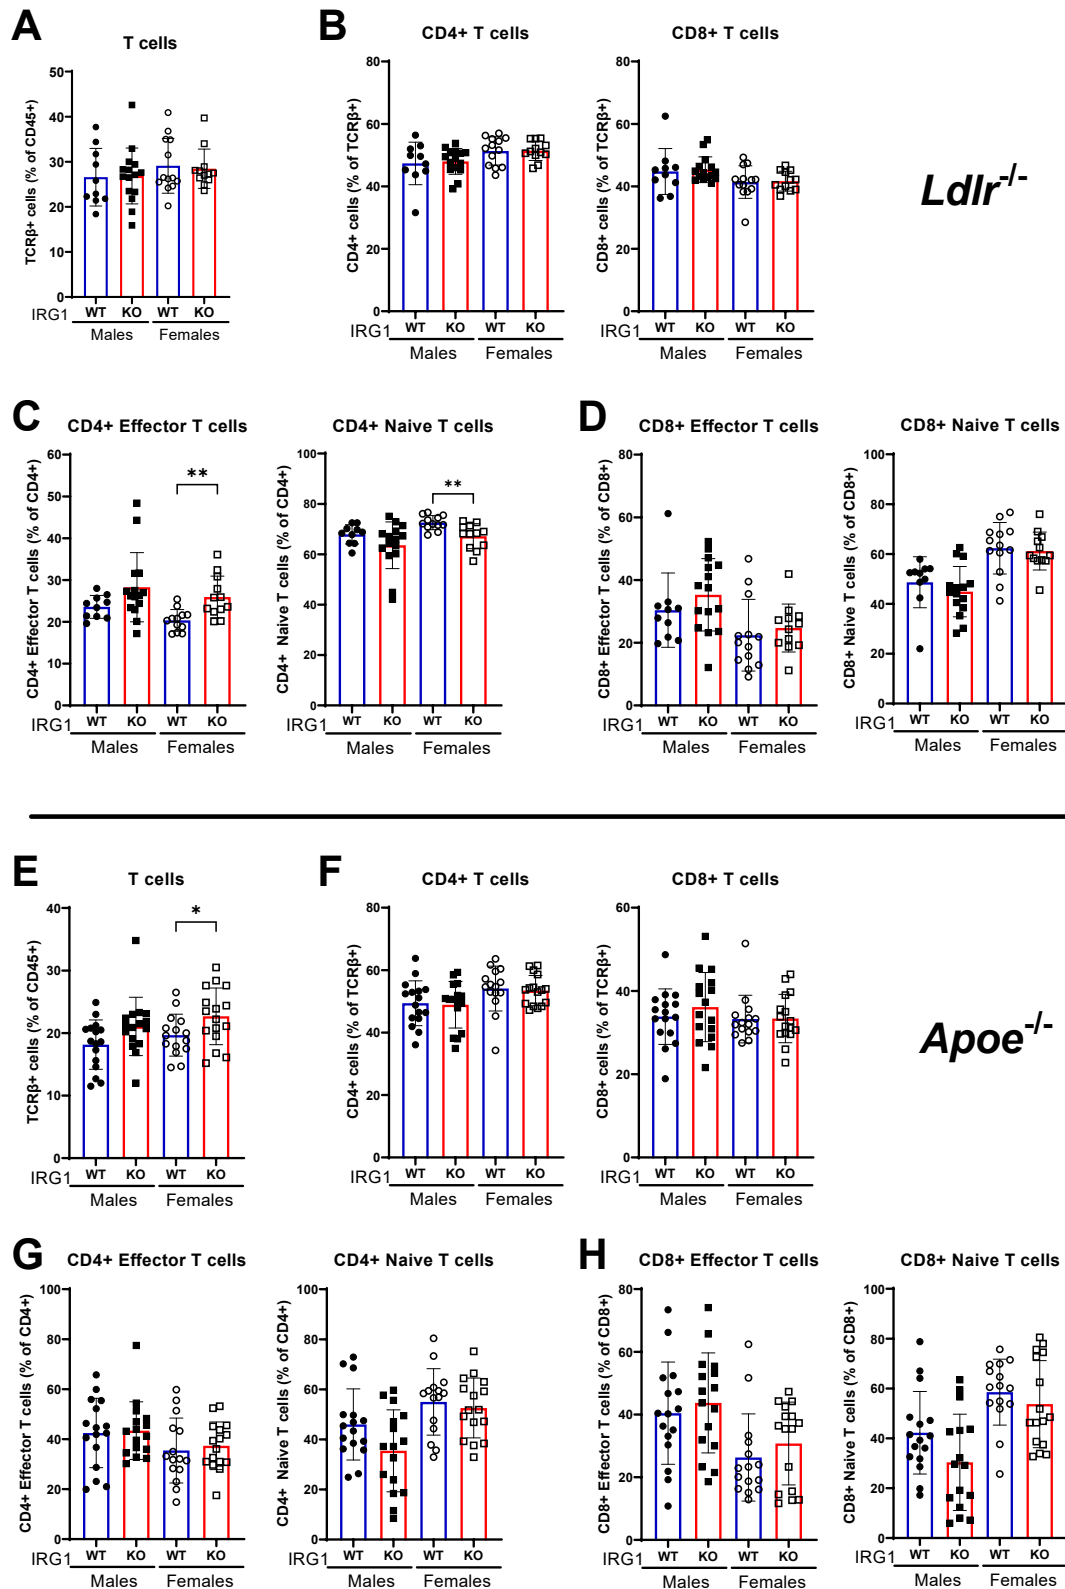 A
T cells
TCRβ+ cells (% of CD45+)
50
40
30
20
10
0
IRG1
WT KO WT KO
Males Females
B
CD4+ T cells
CD4+ cells (% of TCRβ+)
80
60
40
20
0
IRG1
WT KO WT KO
Males Females
CD8+ T cells
CD8+ cells (% of TCRβ+)
80
60
40
20
0
WT KO WT KO
Males Females
Ldlr-/-
C
CD4+ Effector T cells
CD4+ Effector T cells (% of CD4+)
60
50
40
30
20
10
0
**
IRG1
WT KO WT KO
Males Females
CD4+ Naive T cells
CD4+ Naive T cells (% of CD4+)
100
80
60
40
20
0
**
WT KO WT KO
Males Females
D
CD8+ Effector T cells
CD8+ Effector T cells (% of CD8+)
80
60
40
20
0
IRG1
WT KO WT KO
Males Females
CD8+ Naive T cells
CD8+ Naive T cells (% of CD8+)
100
80
60
40
20
0
WT KO WT KO
Males Females
E
T cells
TCRβ+ cells (% of CD45+)
40
30
20
10
0
*
IRG1
WT KO WT KO
Males Females
F
CD4+ T cells
CD4+ cells (% of TCRβ+)
80
60
40
20
0
IRG1
WT KO WT KO
Males Females
CD8+ T cells
CD8+ cells (% of TCRβ+)
60
40
20
0
WT KO WT KO
Males Females
Apoe-/-
G
CD4+ Effector T cells
CD4+ Effector T cells (% of CD4+)
100
80
60
40
20
0
IRG1
WT KO WT KO
Males Females
CD4+ Naive T cells
CD4+ Naive T cells (% of CD4+)
100
80
60
40
20
0
WT KO WT KO
Males Females
H
CD8+ Effector T cells
CD8+ Effector T cells (% of CD8+)
80
60
40
20
0
IRG1
WT KO WT KO
Males Females
CD8+ Naive T cells
CD8+ Naive T cells (% of CD8+)
100
80
60
40
20
0
WT KO WT KO
Males Females